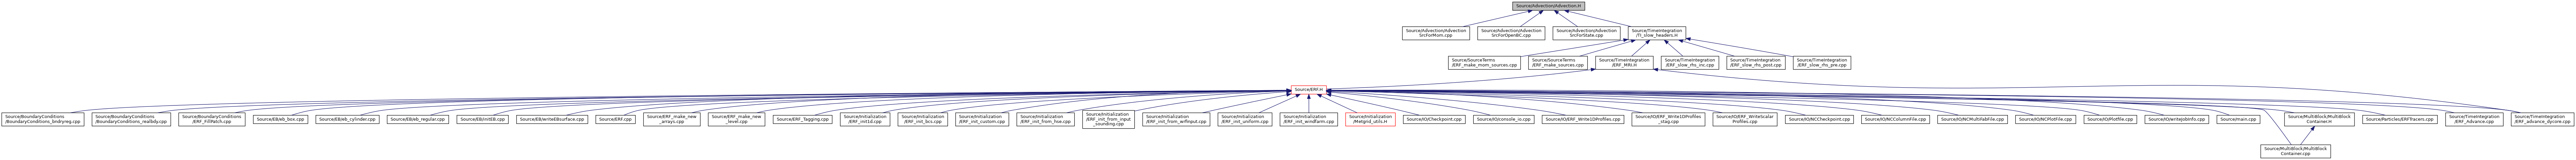 Source/Advection/Advection.H
Source/Advection/Advection
SrcForMom.cpp
Source/Advection/Advection
SrcForOpenBC.cpp
Source/Advection/Advection
SrcForState.cpp
Source/TimeIntegration
/TI_slow_headers.H
Source/SourceTerms
/ERF_make_mom_sources.cpp
Source/SourceTerms
/ERF_make_sources.cpp
Source/TimeIntegration
/ERF_MRI.H
Source/TimeIntegration
/ERF_slow_rhs_inc.cpp
Source/TimeIntegration
/ERF_slow_rhs_post.cpp
Source/TimeIntegration
/ERF_slow_rhs_pre.cpp
Source/ERF.H
Source/BoundaryConditions
/BoundaryConditions_bndryreg.cpp
Source/BoundaryConditions
/BoundaryConditions_realbdy.cpp
Source/BoundaryConditions
/ERF_FillPatch.cpp
Source/EB/eb_box.cpp
Source/EB/eb_cylinder.cpp
Source/EB/eb_regular.cpp
Source/EB/initEB.cpp
Source/EB/writeEBsurface.cpp
Source/ERF.cpp
Source/ERF_make_new
_arrays.cpp
Source/ERF_make_new
_level.cpp
Source/ERF_Tagging.cpp
Source/Initialization
/ERF_init1d.cpp
Source/Initialization
/ERF_init_bcs.cpp
Source/Initialization
/ERF_init_custom.cpp
Source/Initialization
/ERF_init_from_hse.cpp
Source/Initialization
/ERF_init_from_input
_sounding.cpp
Source/Initialization
/ERF_init_from_wrfinput.cpp
Source/Initialization
/ERF_init_uniform.cpp
Source/Initialization
/ERF_init_windfarm.cpp
Source/Initialization
/Metgrid_utils.H
Source/IO/Checkpoint.cpp
Source/IO/console_io.cpp
Source/IO/ERF_Write1DProfiles.cpp
Source/IO/ERF_Write1DProfiles
_stag.cpp
Source/IO/ERF_WriteScalar
Profiles.cpp
Source/IO/NCCheckpoint.cpp
Source/IO/NCColumnFile.cpp
Source/IO/NCMultiFabFile.cpp
Source/IO/NCPlotFile.cpp
Source/IO/Plotfile.cpp
Source/IO/writeJobInfo.cpp
Source/main.cpp
Source/MultiBlock/MultiBlock
Container.H
Source/Particles/ERFTracers.cpp
Source/TimeIntegration
/ERF_Advance.cpp
Source/TimeIntegration
/ERF_advance_dycore.cpp
Source/MultiBlock/MultiBlock
Container.cpp